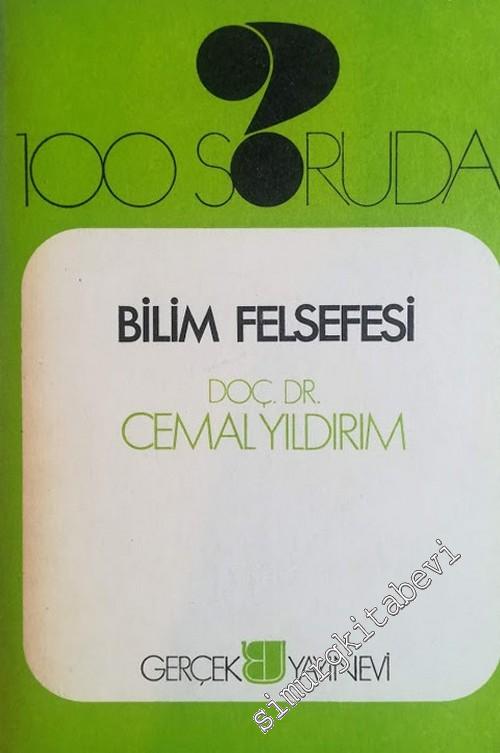 100 SORUDA
BİLİM FELSEFESİ
DOÇ. DR.
CEMAL YILDIRIM
GERÇEK YAYINEVİ
simurgkitabevi